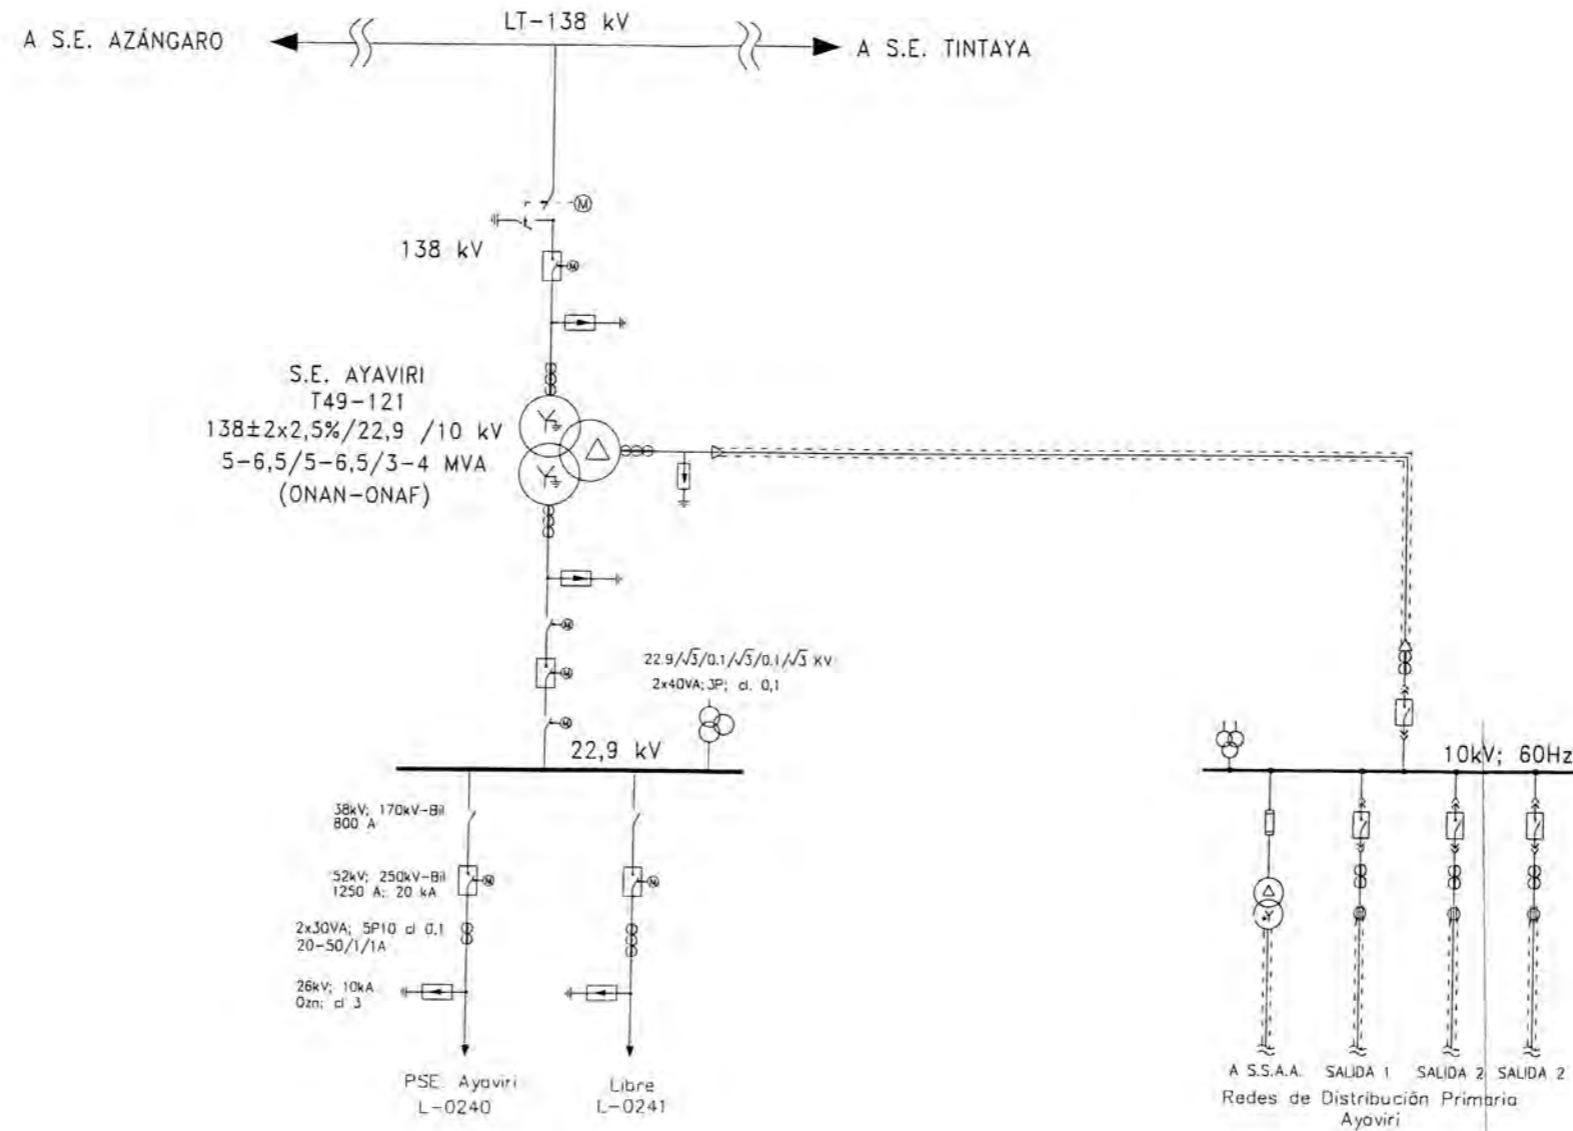 LT-138 kV
A S.E. AZÁNGARO
A S.E. TINTAYA
M
138 kV
M
S.E. AYAVIRI
T49-121
138±2x2,5%/22,9 /10 kV
5-6,5/5-6,5/3-4 MVA
(ONAN-ONAF)
M
22.9/√3/0.1/√3/0.1/√3 KV
2x40VA; 3P; cl. 0,1
M
M
22,9 kV
10kV; 60Hz
38kV; 170kV-Bil
800 A
52kV; 250kV-Bil
1250 A; 20 kA
M
M
2x30VA; 5P10 cl 0,1
20-50/1/1A
26kV; 10kA
Ozn; cl 3
PSE Ayaviri
L-0240
Libre
L-0241
A S.S.A.A.
SALIDA 1
SALIDA 2
SALIDA 2
Redes de Distribución Primaria
Ayaviri